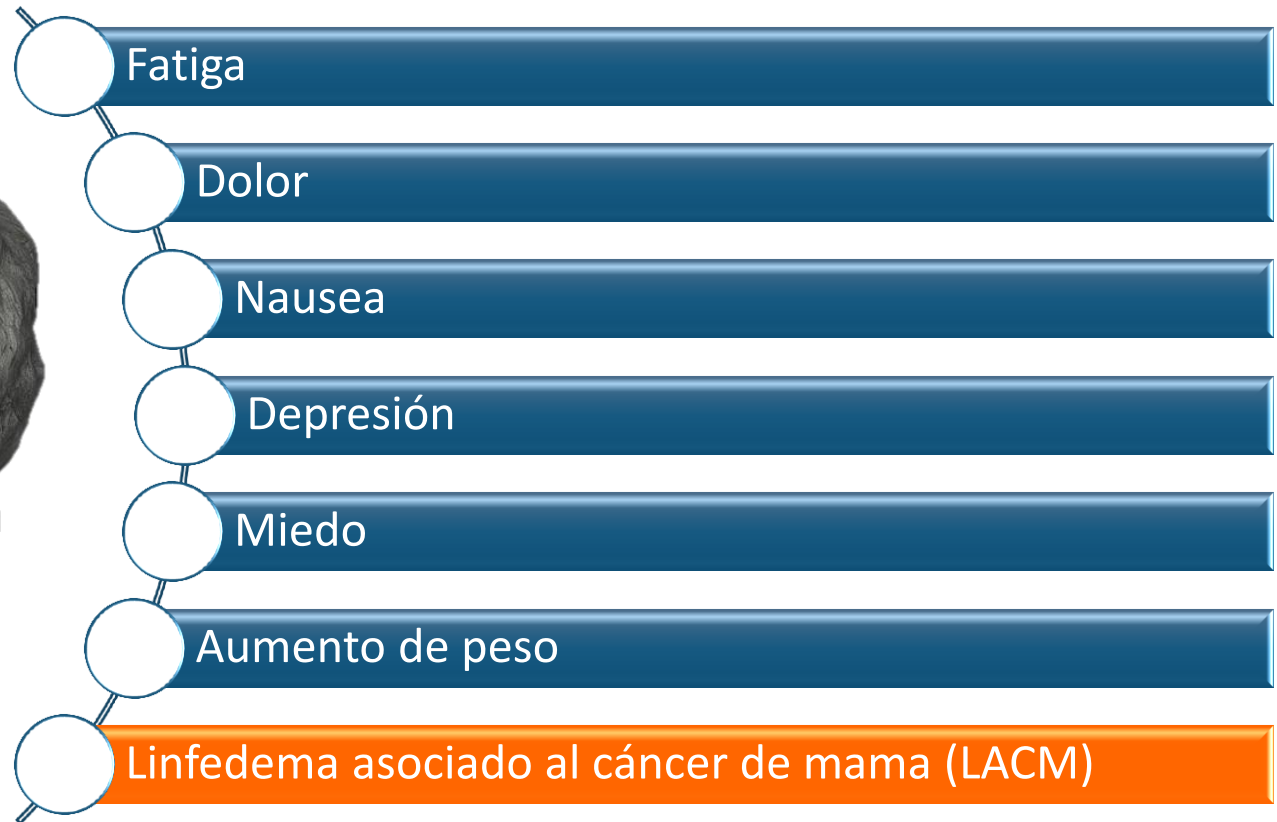 Fatiga
Dolor
Nausea
Depresión
Miedo
Aumento de peso
Linfedema asociado al cáncer de mama (LACM)